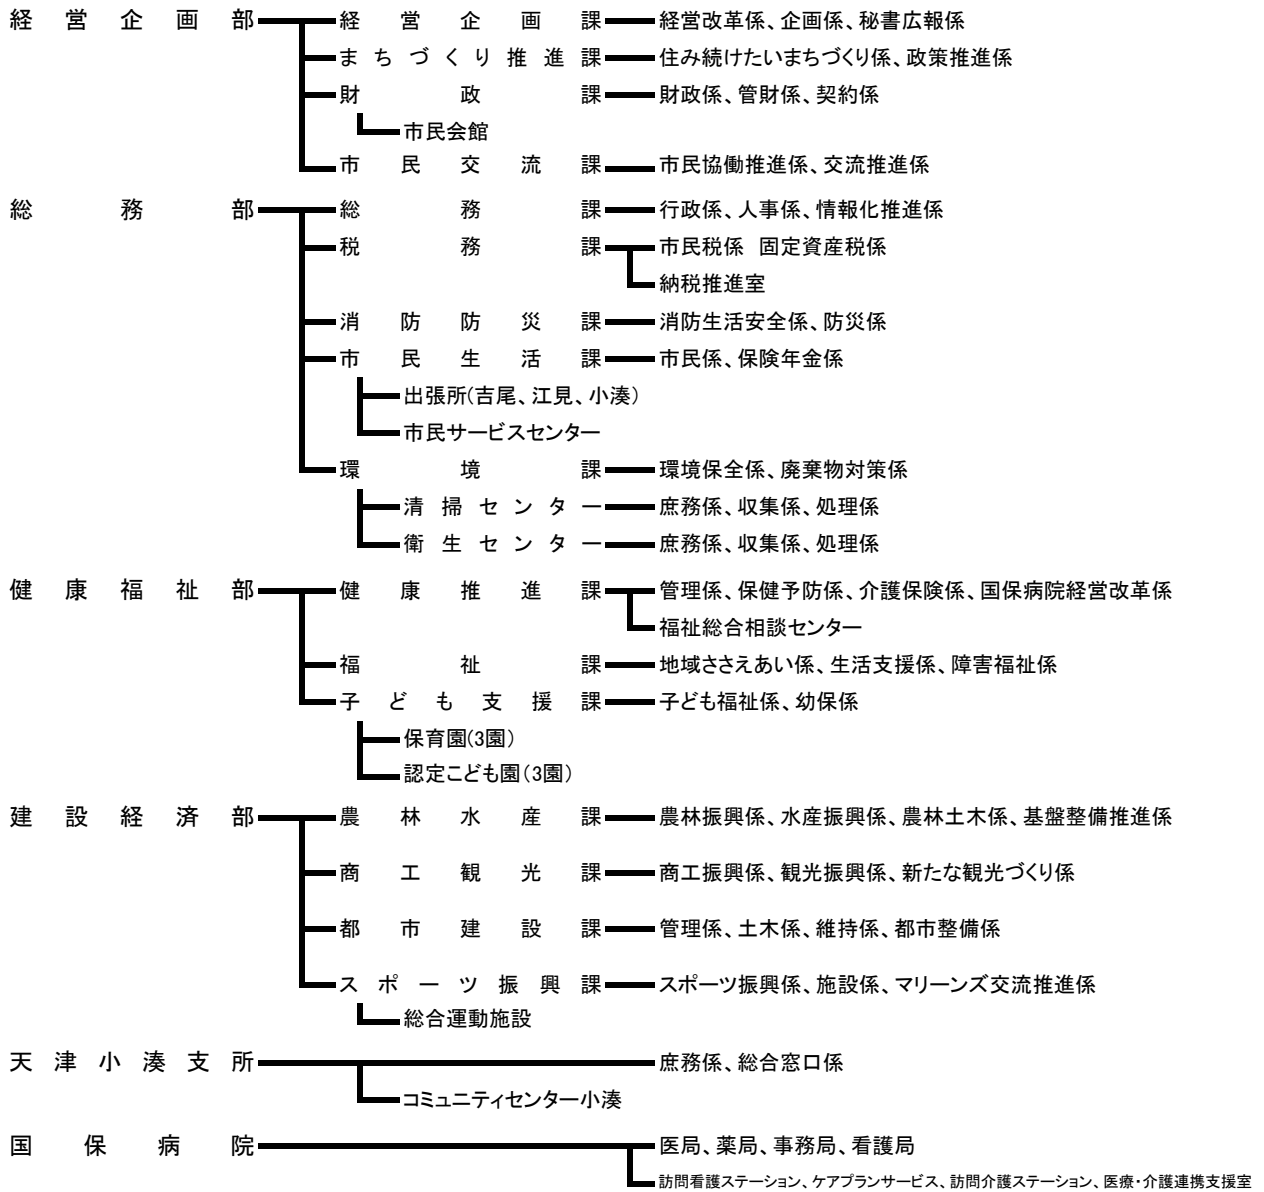 経営企画部 経営企画課 経営改革係、企画係、秘書広報係
まちづくり推進課 住み続けたいまちづくり係、政策推進係
財政課 財政係、管財係、契約係
市民会館
市民交流課 市民協働推進係、交流推進係
総務部 総務課 行政係、人事係、情報化推進係
税務課 市民税係 固定資産税係
納税推進室
消防防災課 消防生活安全係、防災係
市民生活課 市民係、保険年金係
出張所(吉尾、江見、小湊)
市民サービスセンター
環境課 環境保全係、廃棄物対策係
清掃センター 庶務係、収集係、処理係
衛生センター 庶務係、収集係、処理係
健康福祉部 健康推進課 管理係、保健予防係、介護保険係、国保病院経営改革係
福祉総合相談センター
福祉課 地域ささえあい係、生活支援係、障害福祉係
子ども支援課 子ども福祉係、幼保係
保育園(3園)
認定こども園(3園)
建設経済部 農林水産課 農林振興係、水産振興係、農林土木係、基盤整備推進係
商工観光課 商工振興係、観光振興係、新たな観光づくり係
都市建設課 管理係、土木係、維持係、都市整備係
スポーツ振興課 スポーツ振興係、施設係、マリーンズ交流推進係
総合運動施設
天津小湊支所 庶務係、総合窓口係
コミュニティセンター小湊
国保病院 医局、薬局、事務局、看護局
訪問看護ステーション、ケアプランサービス、訪問介護ステーション、医療・介護連携支援室